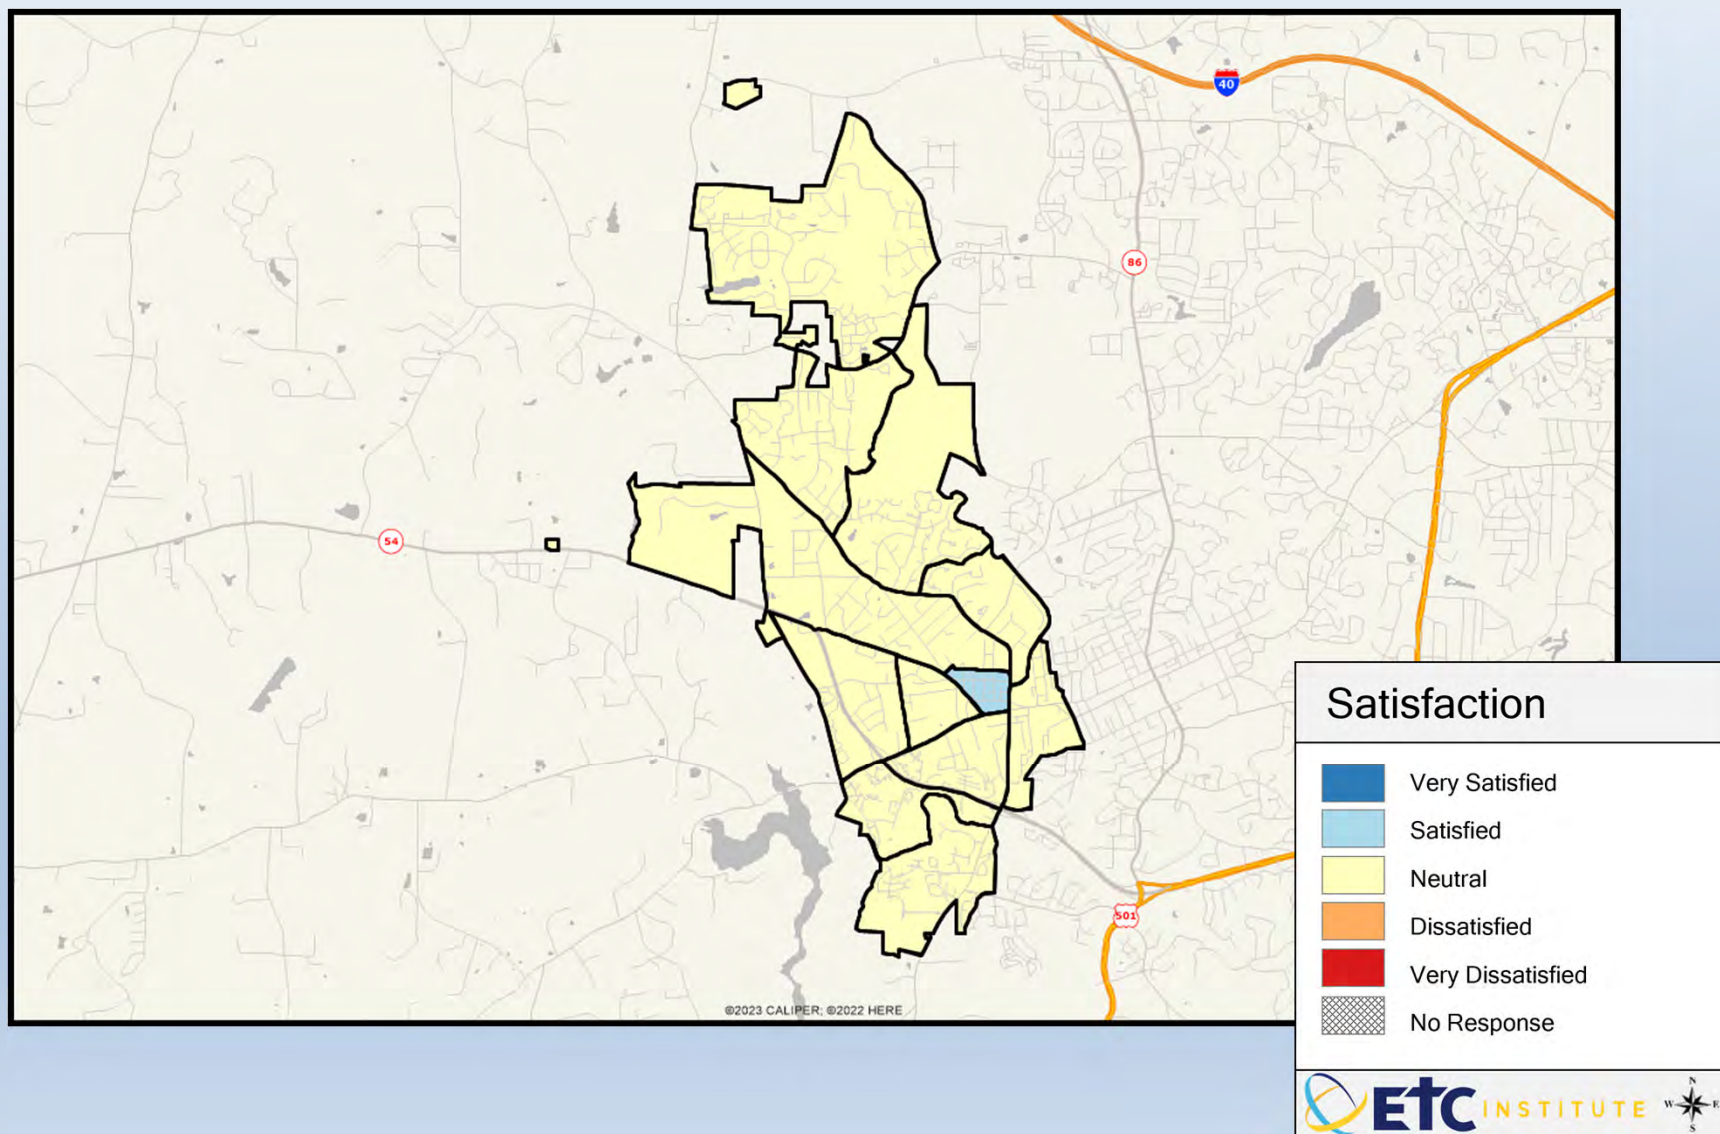 40
86
54
501
©2023 CALIPER; ©2022 HERE
Satisfaction
Very Satisfied
Satisfied
Neutral
Dissatisfied
Very Dissatisfied
No Response
ETC INSTITUTE
N
W E
S